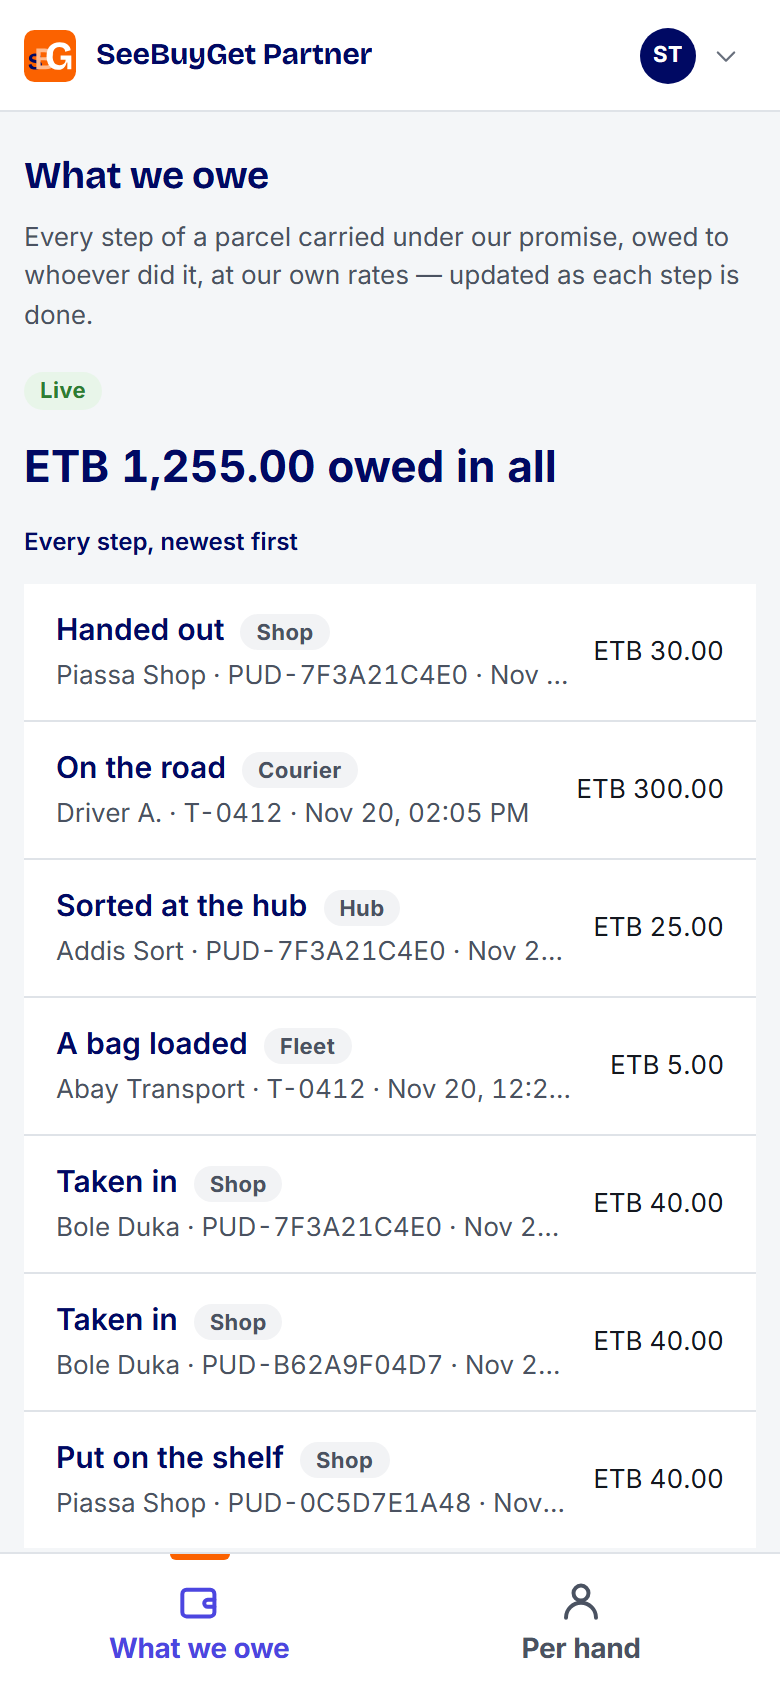 SBG SeeBuyGet Partner ST
What we owe
Every step of a parcel carried under our promise, owed to
whoever did it, at our own rates — updated as each step is
done.
Live
ETB 1,255.00 owed in all
Every step, newest first
Handed out Shop
Piassa Shop · PUD-7F3A21C4E0 · Nov ...
ETB 30.00
On the road Courier
Driver A. · T-0412 · Nov 20, 02:05 PM
ETB 300.00
Sorted at the hub Hub
Addis Sort · PUD-7F3A21C4E0 · Nov 2...
ETB 25.00
A bag loaded Fleet
Abay Transport · T-0412 · Nov 20, 12:2...
ETB 5.00
Taken in Shop
Bole Duka · PUD-7F3A21C4E0 · Nov 2...
ETB 40.00
Taken in Shop
Bole Duka · PUD-B62A9F04D7 · Nov 2...
ETB 40.00
Put on the shelf Shop
Piassa Shop · PUD-0C5D7E1A48 · Nov...
ETB 40.00
What we owe
Per hand